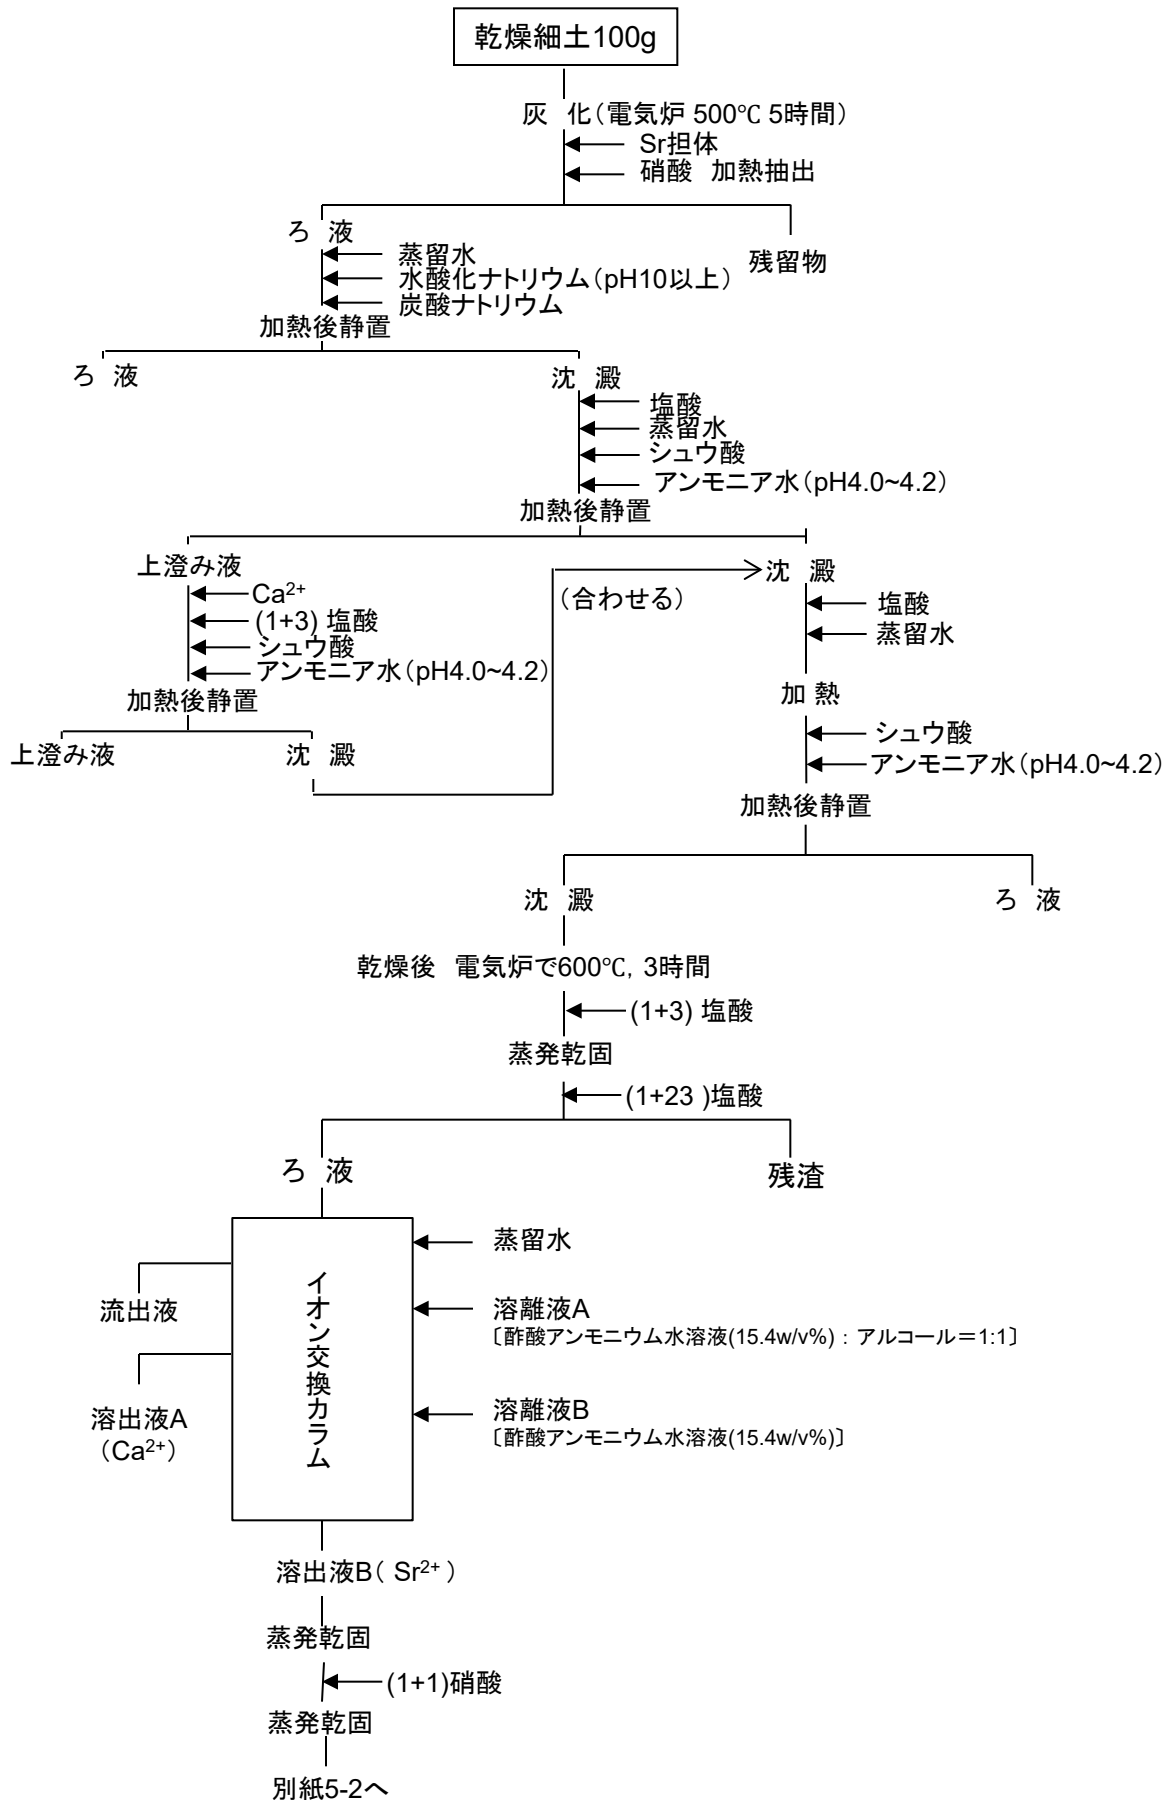 乾燥細土100g
灰　化（電気炉 500℃ 5時間）
Sr担体
硝酸　加熱抽出
ろ　液
残留物
蒸留水
水酸化ナトリウム（pH10以上）
炭酸ナトリウム
加熱後静置
ろ　液
沈　澱
塩酸
蒸留水
シュウ酸
アンモニア水（pH4.0~4.2）
加熱後静置
上澄み液
Ca²⁺
(1+3) 塩酸
シュウ酸
アンモニア水（pH4.0~4.2）
加熱後静置
上澄み液
沈　澱
（合わせる）
沈　澱
塩酸
蒸留水
加 熱
シュウ酸
アンモニア水（pH4.0~4.2）
加熱後静置
沈　澱
ろ　液
乾燥後　電気炉で600℃, 3時間
(1+3) 塩酸
蒸発乾固
(1+23 )塩酸
ろ　液
残渣
イオン交換カラム
蒸留水
流出液
溶離液A
〔酢酸アンモニウム水溶液(15.4w/v%)：アルコール＝1:1〕
溶出液A
（Ca²⁺）
溶離液B
〔酢酸アンモニウム水溶液(15.4w/v%)〕
溶出液B（ Sr²⁺ ）
蒸発乾固
(1+1)硝酸
蒸発乾固
別紙5-2へ